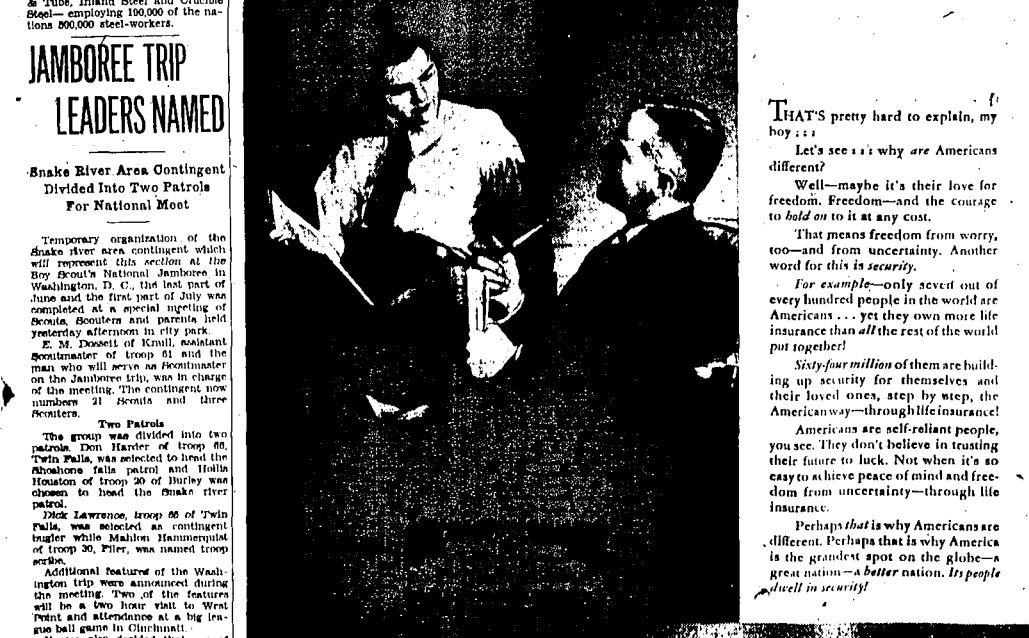 & Tube, Inland Steel and Crucible
Steel— employing 190,000 of the na-
tions 500,000 steel-workers.
JAMBOREE TRIP
LEADERS NAMED
Snake River Area Contingent
Divided Into Two Patrols
For National Meet
Temporary organization of the
Snake river area contingent which
will represent this section at the
Boy Scout's National Jamboree in
Washington, D. C., the last part of
June and the first part of July was
completed at a special meeting of
Scouts, Scouters and parents held
yesterday afternoon in city park.
E. M. Dossett of Knull, assistant
Scoutmaster of troop 61 and the
man who will serve as Scoutmaster
on the Jamboree trip, was in charge
of the meeting. The contingent now
numbers 21 Scouts and three
Scouters.
Two Patrols
The group was divided into two
patrols. Don Harder of troop 66,
Twin Falls, was selected to head the
Shoshone falls patrol and Hollis
Houston of troop 20 of Burley was
chosen to head the Snake river
patrol.
Dick Lawrence, troop 66 of Twin
Falls, was selected as contingent
bugler while Mahlon Hammerquist
of troop 30, Filer, was named troop
scribe.
Additional features of the Wash-
ington trip were announced during
the meeting. Two of the features
will be a two hour visit to West
Point and attendance at a big lea-
gue ball game in Cincinnati.
THAT'S pretty hard to explain, my
boy : : :
Let's see : : : why are Americans
different?
Well—maybe it's their love for
freedom. Freedom—and the courage
to hold on to it at any cost.
That means freedom from worry,
too—and from uncertainty. Another
word for this is security.
For example—only seven out of
every hundred people in the world are
Americans . . . yet they own more life
insurance than all the rest of the world
put together!
Sixty-four million of them are build-
ing up security for themselves and
their loved ones, step by step, the
American way—through life insurance!
Americans are self-reliant people,
you see. They don't believe in trusting
their future to luck. Not when it's so
easy to achieve peace of mind and free-
dom from uncertainty—through life
insurance.
Perhaps that is why Americans are
different. Perhaps that is why America
is the grandest spot on the globe—a
great nation—a better nation. Its people
dwell in security!